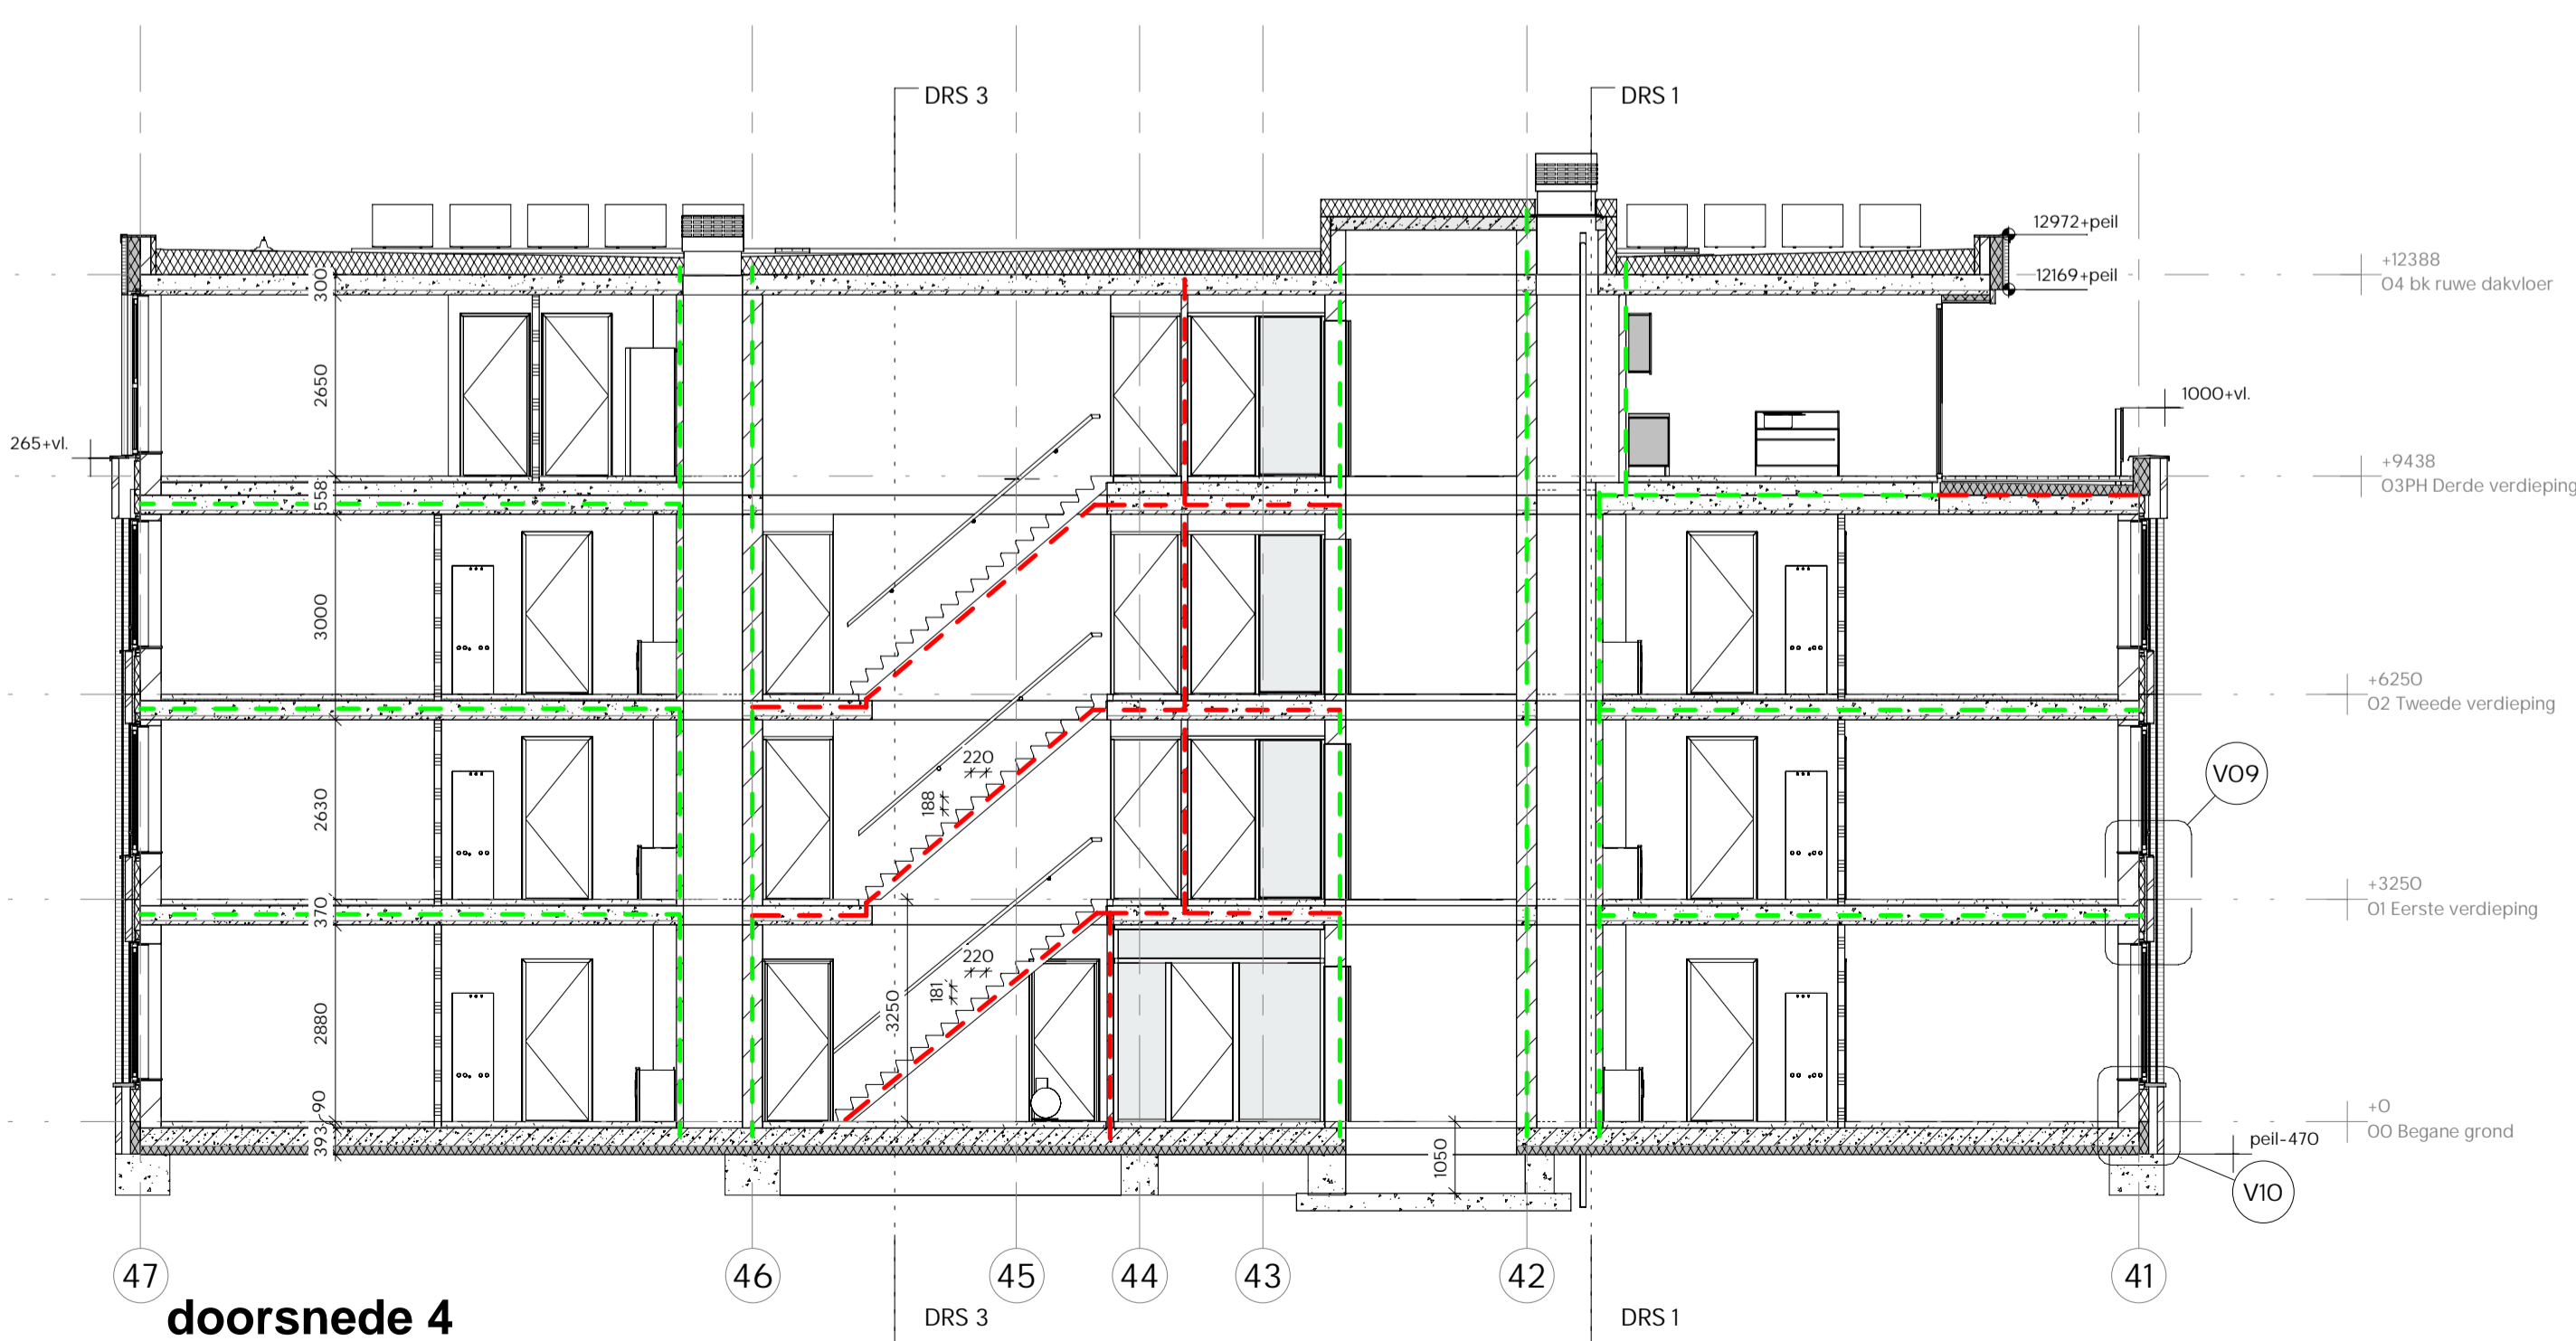 DRS 3
DRS 1
12972+peil
12169+peil
+12388
04 bk ruwe dakvloer
300
2650
265+vl.
1000+vl.
+9438
03PH Derde verdieping
558
3000
+6250
02 Tweede verdieping
220
188
2630
V09
+3250
01 Eerste verdieping
370
220
181
3250
2880
90
393
+0
00 Begane grond
peil-470
1050
V10
47
46
45
44
43
42
41
doorsnede 4
DRS 3
DRS 1